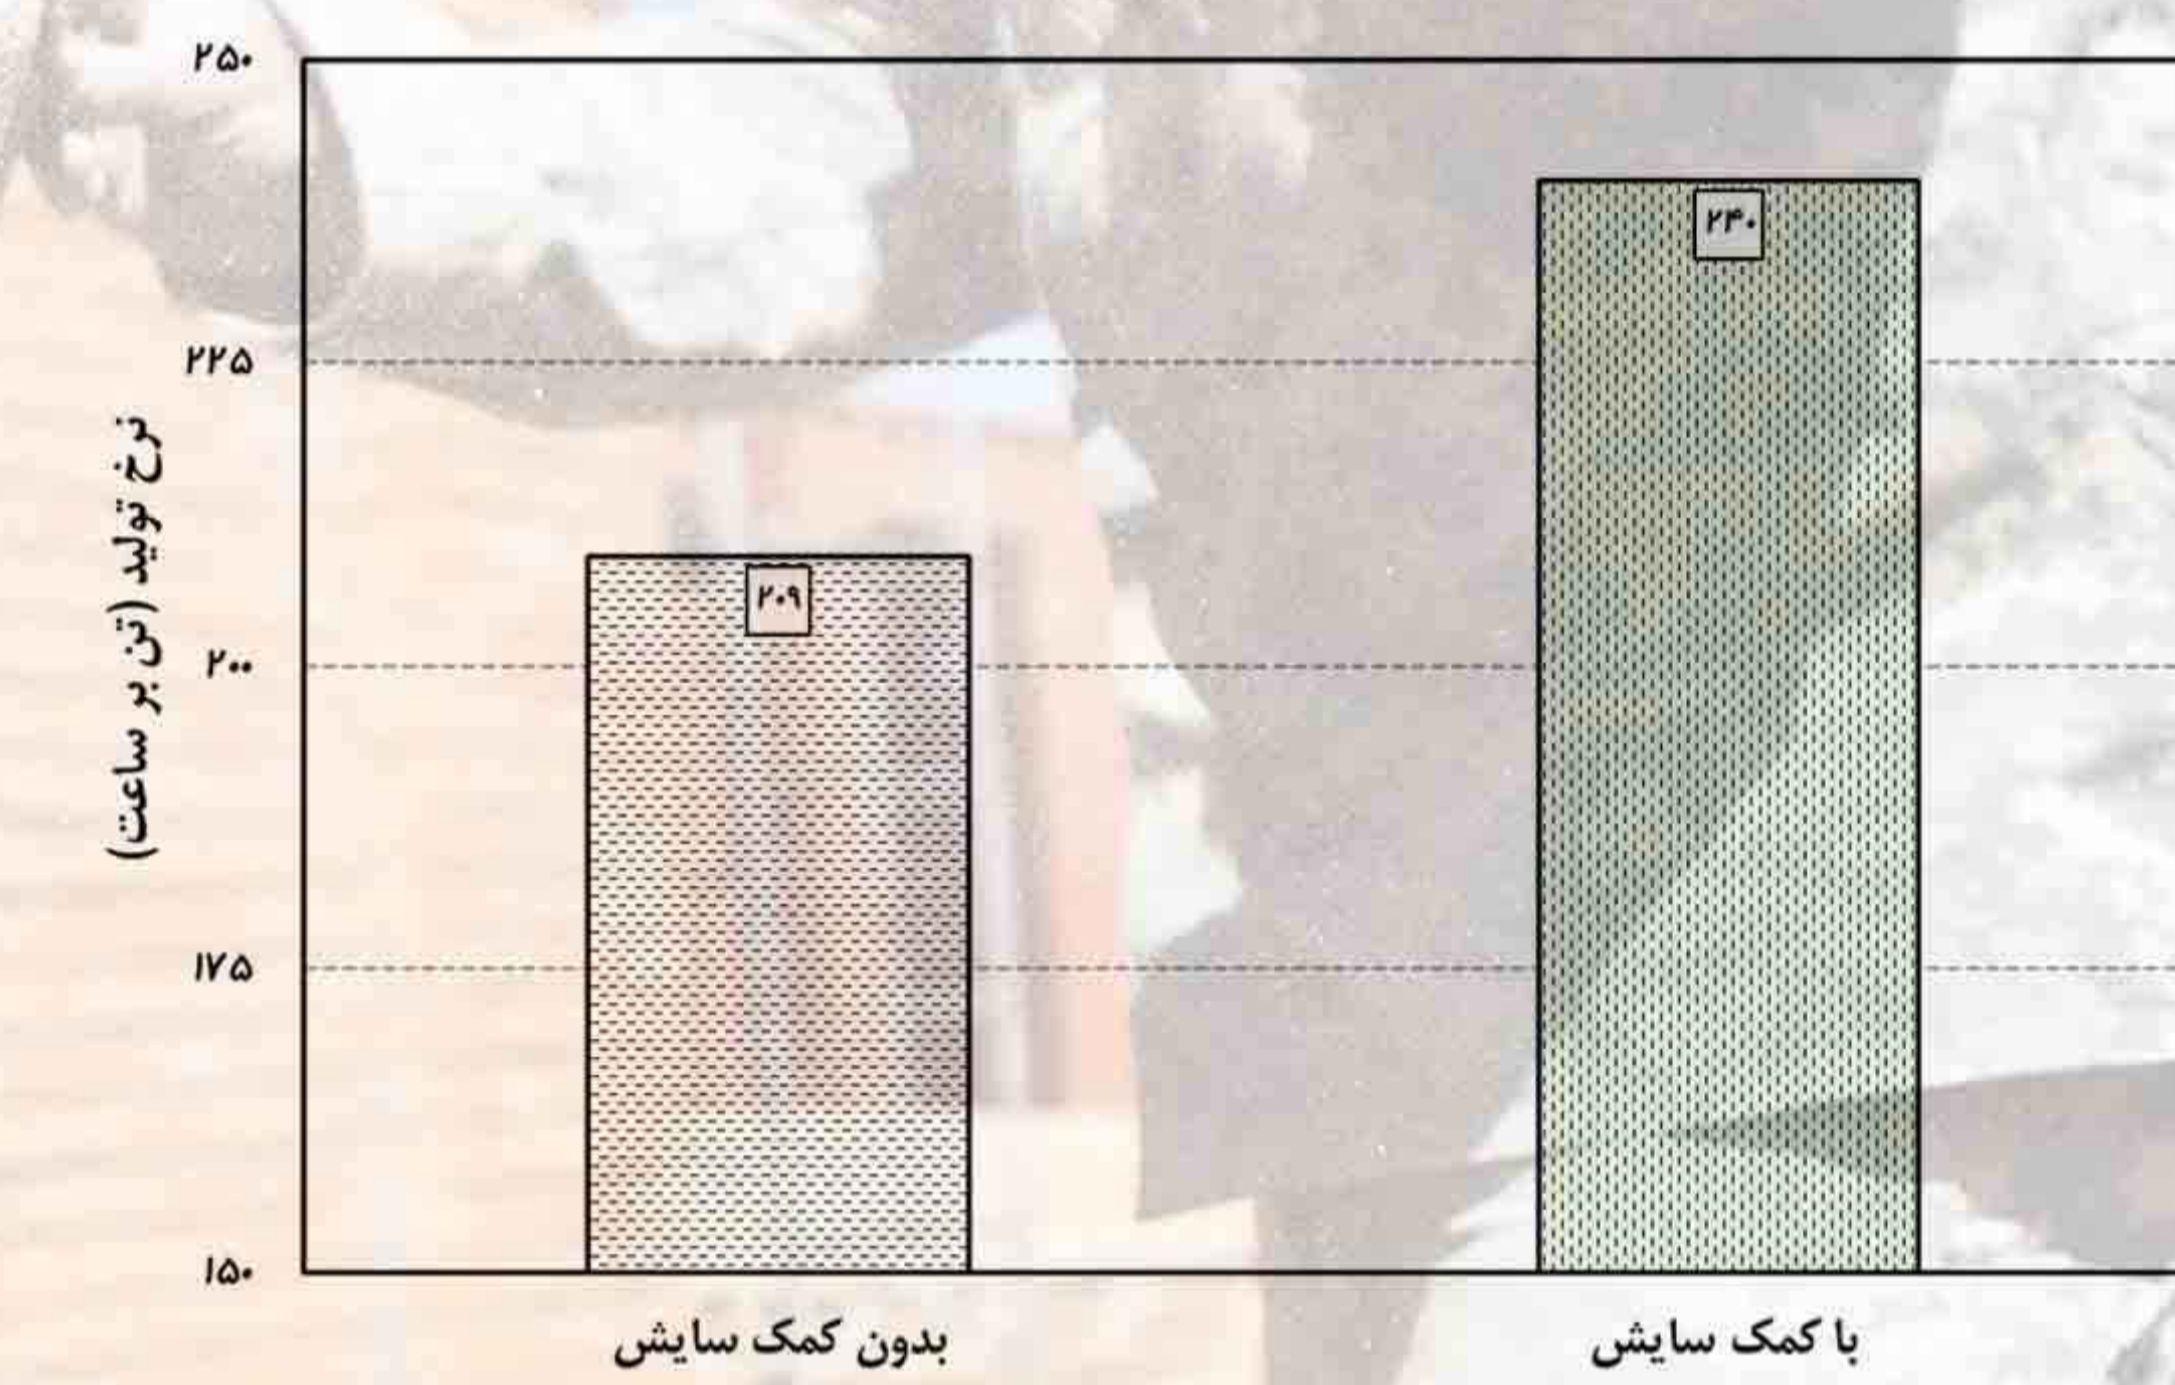 ۲۵۰
۲۲۵
۲۰۰
۱۷۵
۱۵۰
نرخ تولید (تن بر ساعت)
۲۰۹
۲۴۰
بدون کمک سایش
با کمک سایش